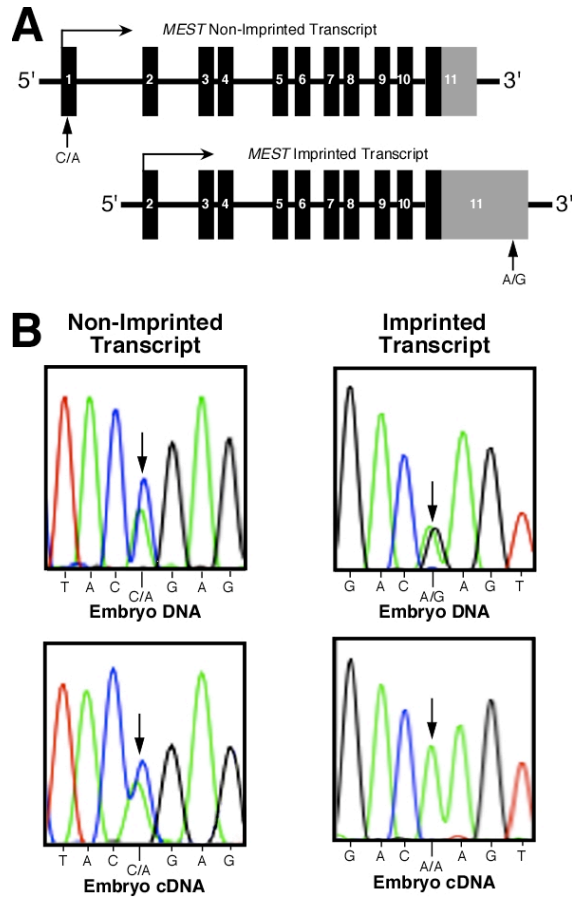 A
MEST Non-Imprinted Transcript
5' 1 2 3 4 5 6 7 8 9 10 11 3'
C/A
MEST Imprinted Transcript
5' 2 3 4 5 6 7 8 9 10 11 3'
A/G
B
Non-Imprinted Transcript
Imprinted Transcript
T A C C/A G A G
Embryo DNA
G A C A/G A G T
Embryo DNA
T A C C/A G A G
Embryo cDNA
G A C A/A A G T
Embryo cDNA